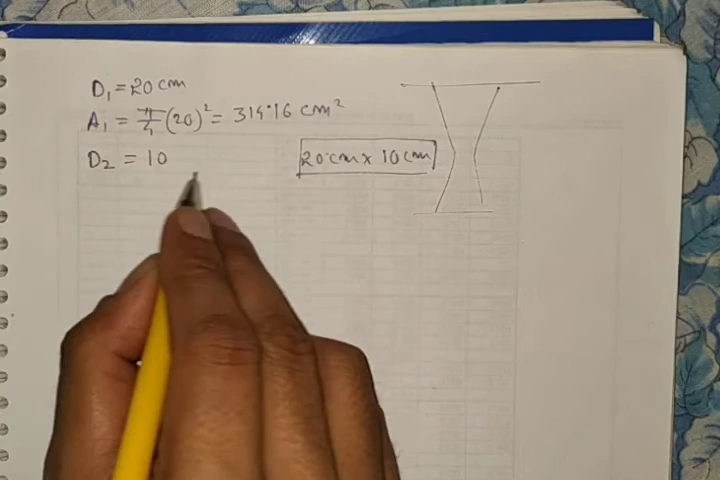 D₁ = 20 cm
A₁ = π/4 (20)² = 314.16 cm²
D₂ = 10
20 cm x 10 cm